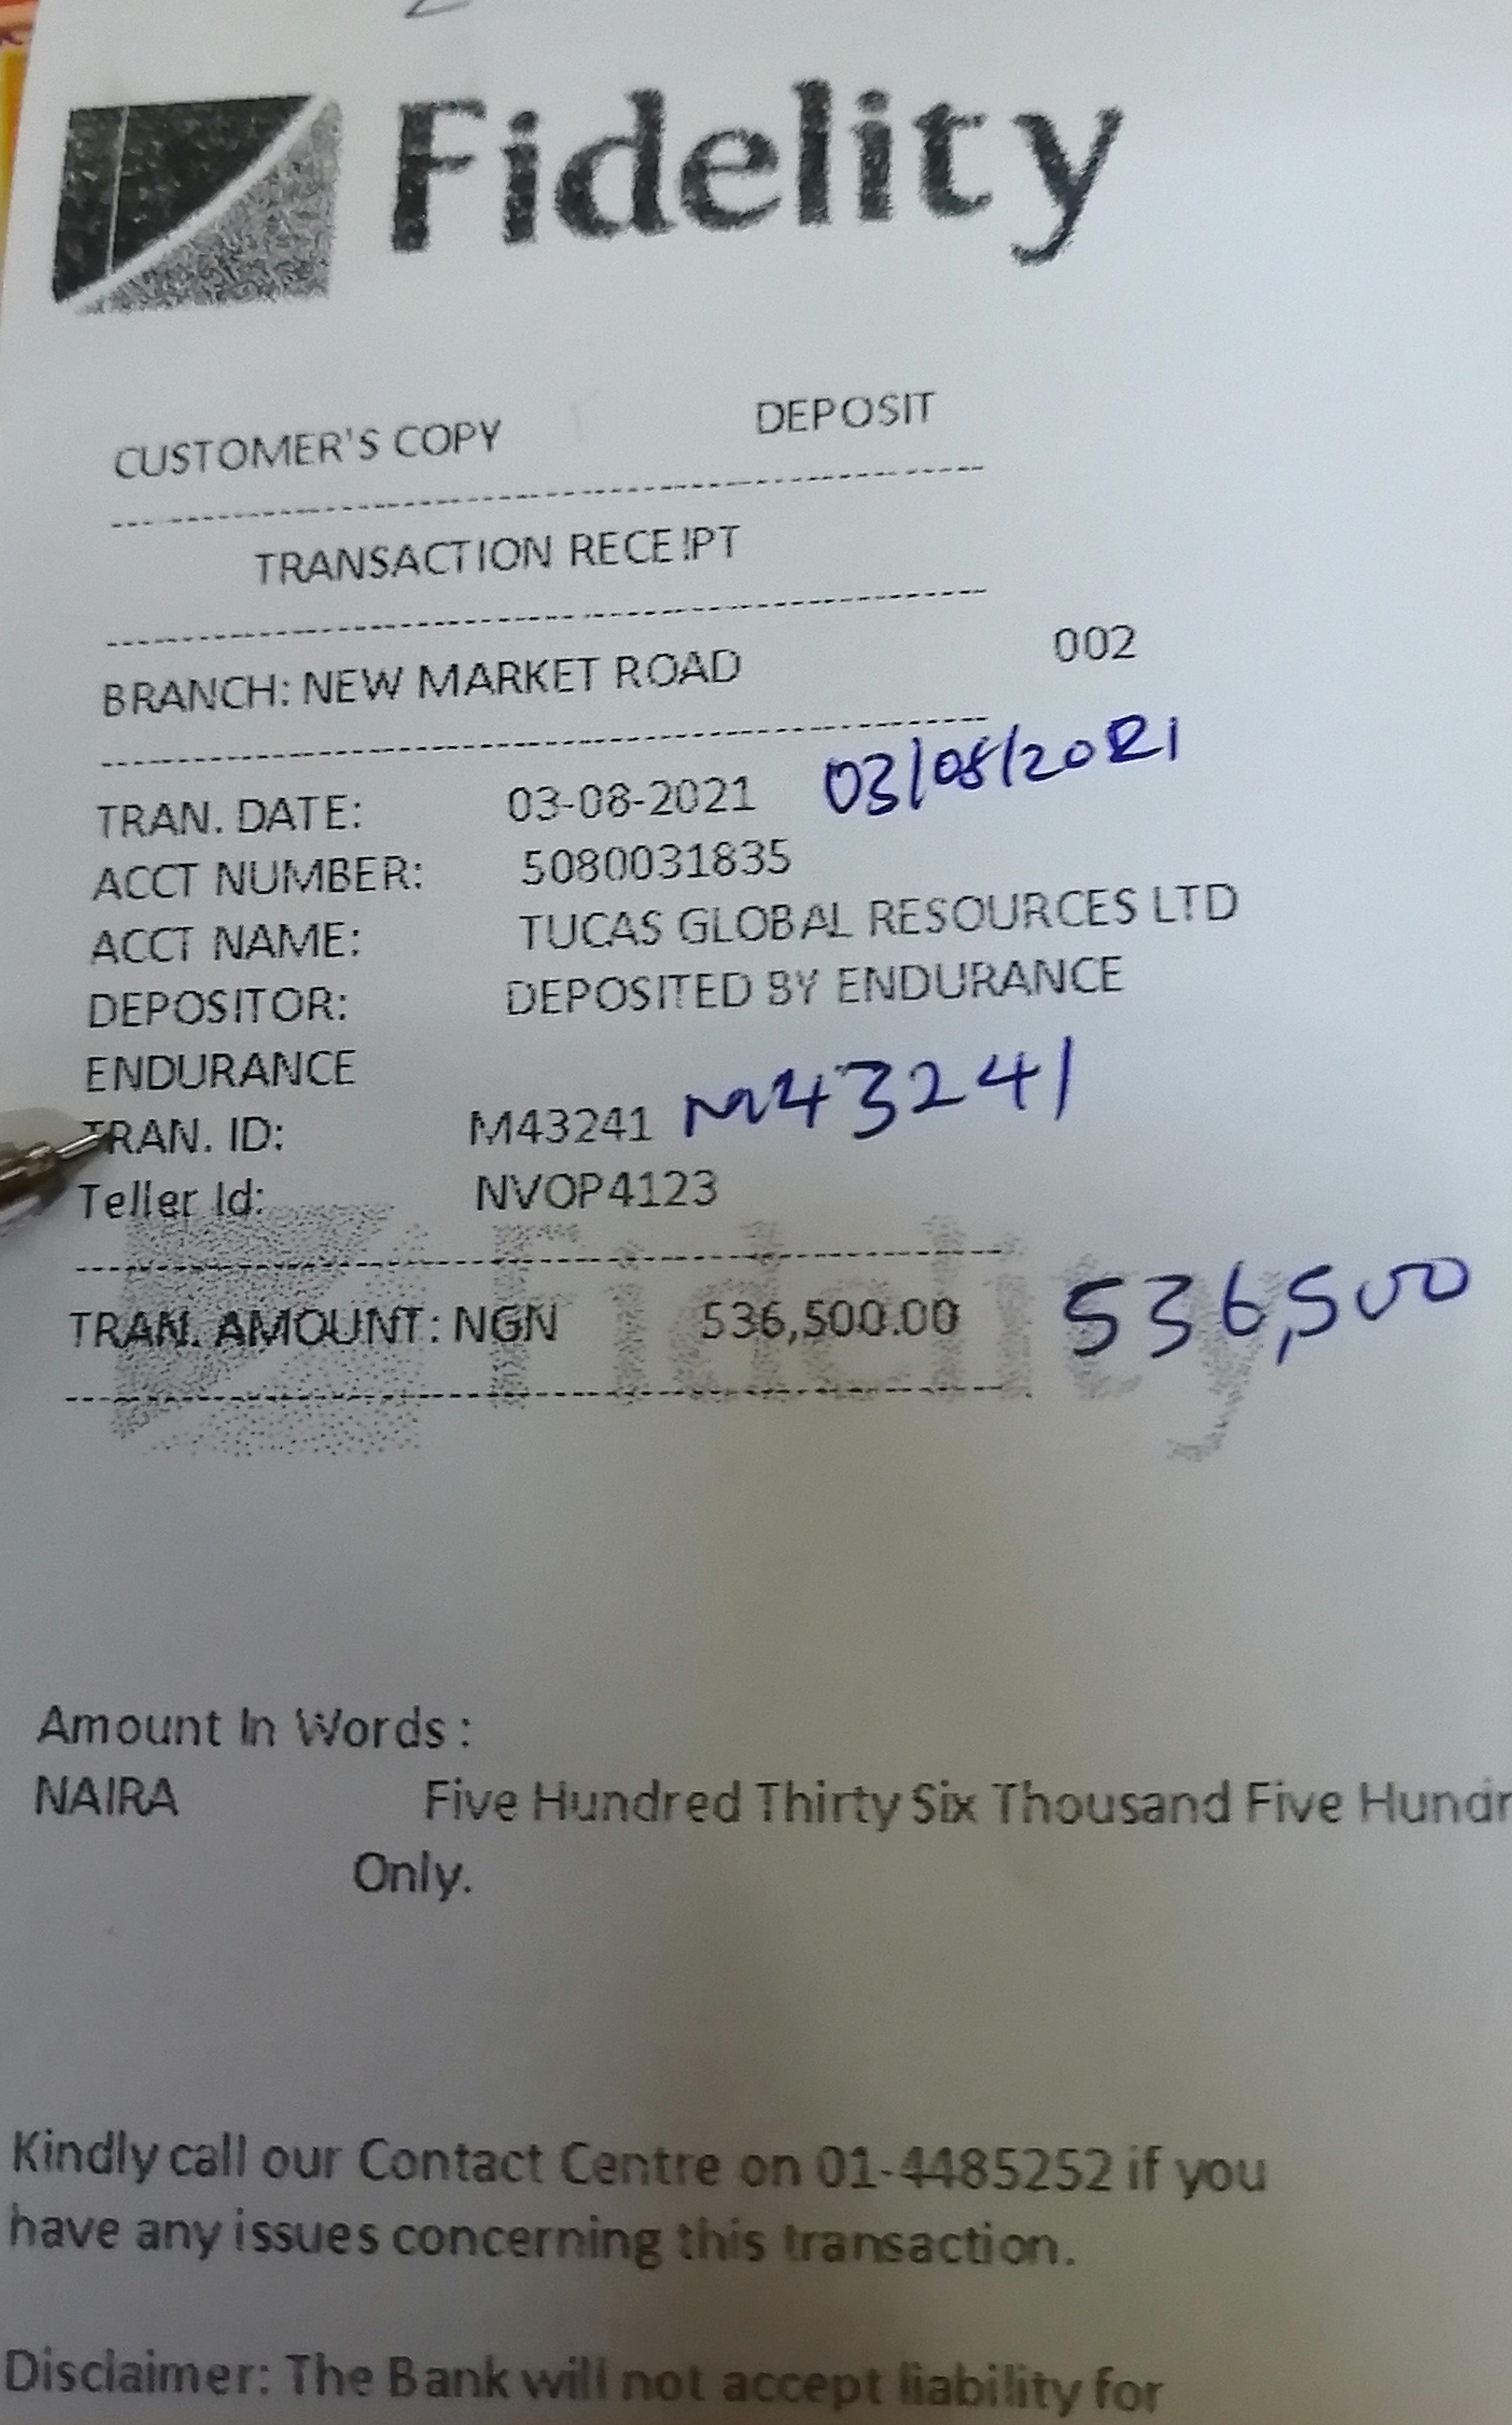 Fidelity
CUSTOMER'S COPY DEPOSIT
TRANSACTION RECEIPT
BRANCH: NEW MARKET ROAD 002
TRAN. DATE: 03-08-2021 03/08/2021
ACCT NUMBER: 5080031835
ACCT NAME: TUCAS GLOBAL RESOURCES LTD
DEPOSITOR: DEPOSITED BY ENDURANCE
ENDURANCE
TRAN. ID: M43241 M43241
Teller Id: NVOP4123
Fidelity
TRAN. AMOUNT: NGN 536,500.00 536,500
Amount In Words :
NAIRA Five Hundred Thirty Six Thousand Five Hundr
Only.
Kindly call our Contact Centre on 01-4485252 if you
have any issues concerning this transaction.
Disclaimer: The Bank will not accept liability for